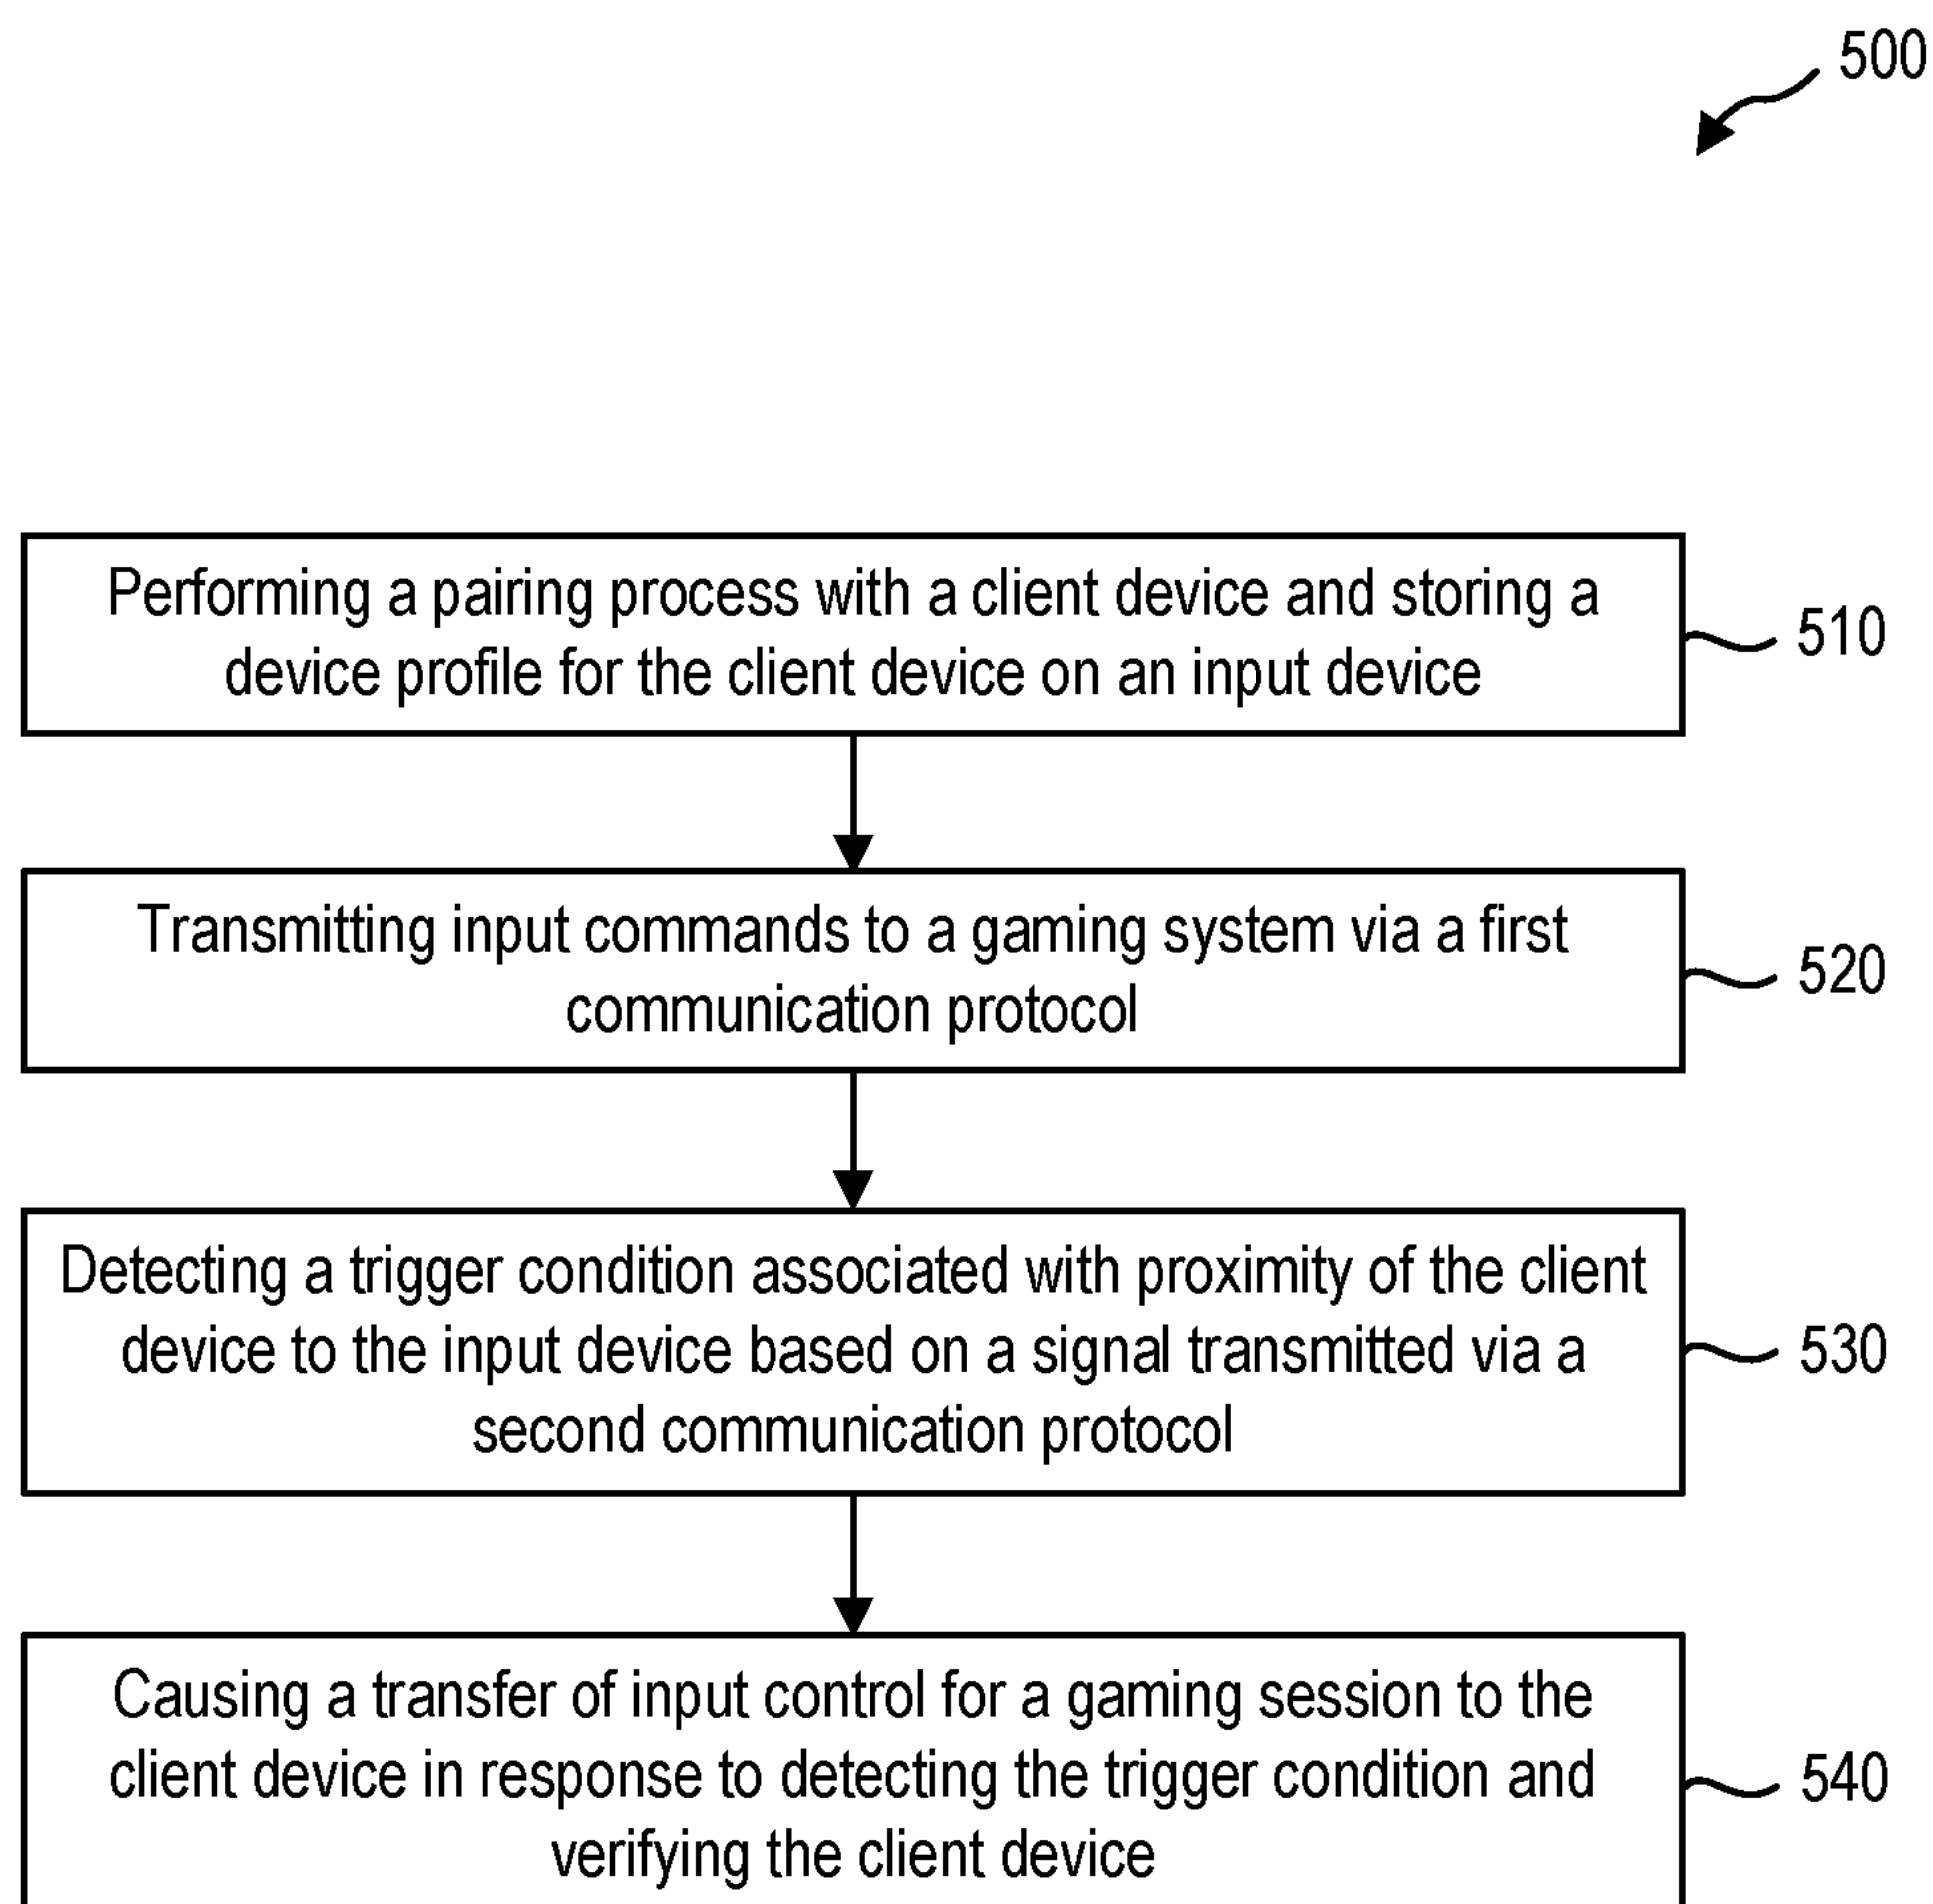 500
Performing a pairing process with a client device and storing a
device profile for the client device on an input device
510
Transmitting input commands to a gaming system via a first
communication protocol
520
Detecting a trigger condition associated with proximity of the client
device to the input device based on a signal transmitted via a
second communication protocol
530
Causing a transfer of input control for a gaming session to the
client device in response to detecting the trigger condition and
verifying the client device
540